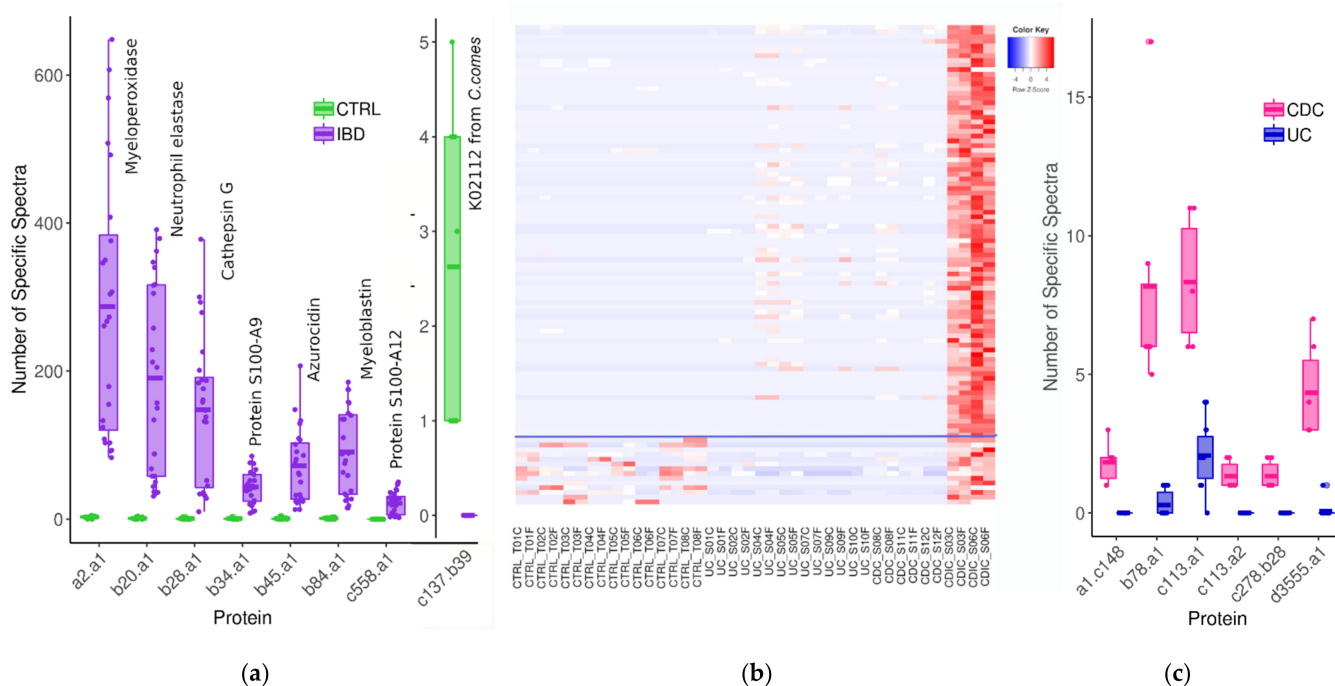 Number of Specific Spectra
600
400
200
0
Myeloperoxidase
Neutrophil elastase
Cathepsin G
Protein S100-A9
Azurocidin
Myeloblastin
Protein S100-A12
CTRL
IBD
a2.a1
b20.a1
b28.a1
b34.a1
b45.a1
b84.a1
c558.a1
Protein
5
4
3
2
1
0
K02112 from C.comes
c137.b39
(a)
Color Key
-4 0 4
Row Z-Score
CTRL_T01C
CTRL_T01F
CTRL_T02C
CTRL_T02F
CTRL_T03C
CTRL_T03F
CTRL_T04C
CTRL_T04F
CTRL_T05C
CTRL_T05F
CTRL_T06C
CTRL_T06F
CTRL_T07C
CTRL_T07F
CTRL_T08C
CTRL_T08F
UC_S01C
UC_S01F
UC_S02C
UC_S02F
UC_S04C
UC_S04F
UC_S05C
UC_S05F
UC_S07C
UC_S07F
UC_S09C
UC_S09F
UC_S10C
UC_S10F
CDC_S08C
CDC_S08F
CDC_S11C
CDC_S11F
CDC_S12C
CDC_S12F
CDIC_S03C
CDIC_S03F
CDIC_S06C
CDIC_S06F
(b)
Number of Specific Spectra
15
10
5
0
CDC
UC
a1.c148
b78.a1
c113.a1
c113.a2
c278.b28
d3555.a1
Protein
(c)